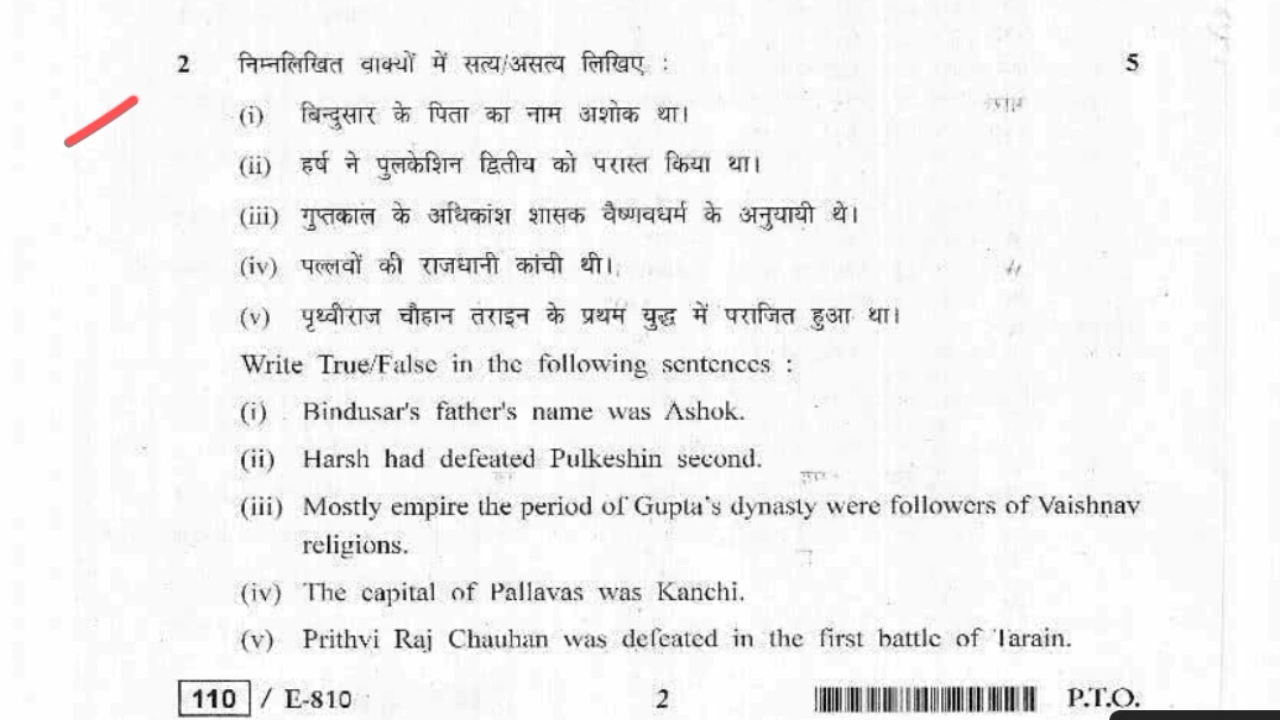 2 निम्नलिखित वाक्यों में सत्य/असत्य लिखिए : 5
(i) बिन्दुसार के पिता का नाम अशोक था।
(ii) हर्ष ने पुलकेशिन द्वितीय को परास्त किया था।
(iii) गुप्तकाल के अधिकांश शासक वैष्णवधर्म के अनुयायी थे।
(iv) पल्लवों की राजधानी कांची थी।
(v) पृथ्वीराज चौहान तराइन के प्रथम युद्ध में पराजित हुआ था।
Write True/False in the following sentences :
(i) Bindusar's father's name was Ashok.
(ii) Harsh had defeated Pulkeshin second.
(iii) Mostly empire the period of Gupta's dynasty were followers of Vaishnav
religions.
(iv) The capital of Pallavas was Kanchi.
(v) Prithvi Raj Chauhan was defeated in the first battle of Tarain.
110 / E-810 2 P.T.O.